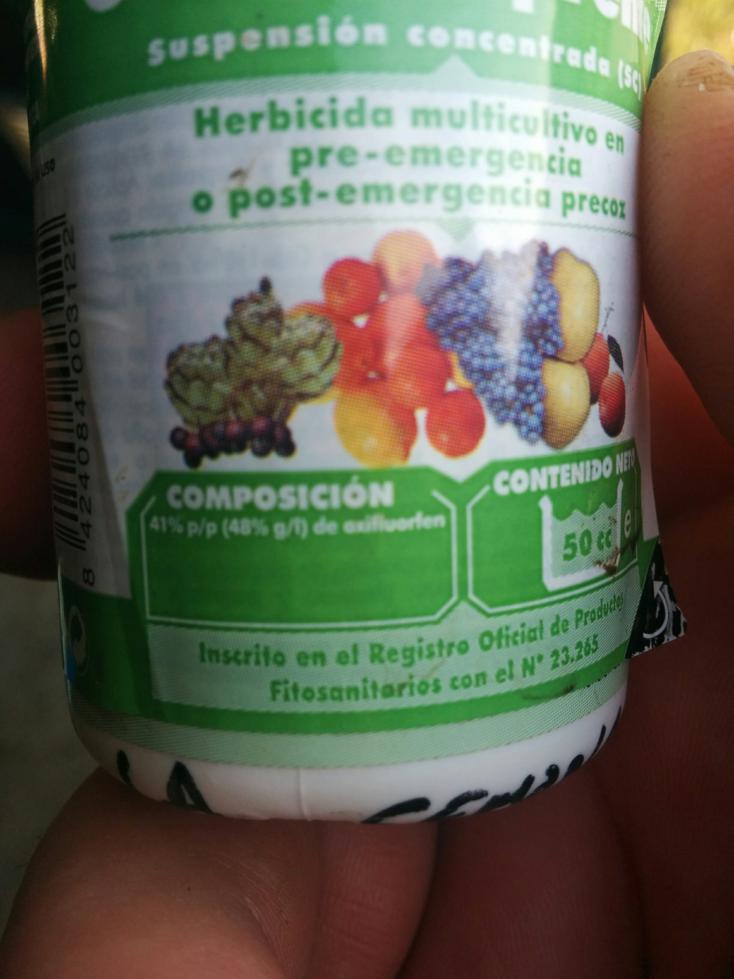 Suspensión concentrada (SC)
Herbicida multicultivo en
pre-emergencia
o post-emergencia precoz
uso
COMPOSICIÓN
41% p/p (48% g/l) de oxifluorfen
CONTENIDO NETO
50 cc e
Inscrito en el Registro Oficial de Productos
Fitosanitarios con el Nº 23.265
8 424084 003122